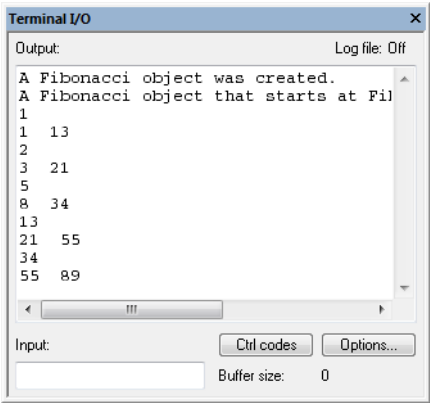 Terminal I/O
Output: Log file: Off
A Fibonacci object was created.
A Fibonacci object that starts at
1
1 13
2
3 21
5
8 34
13
21 55
34
55 89
Input: Ctrl codes Options...
Buffer size: 0